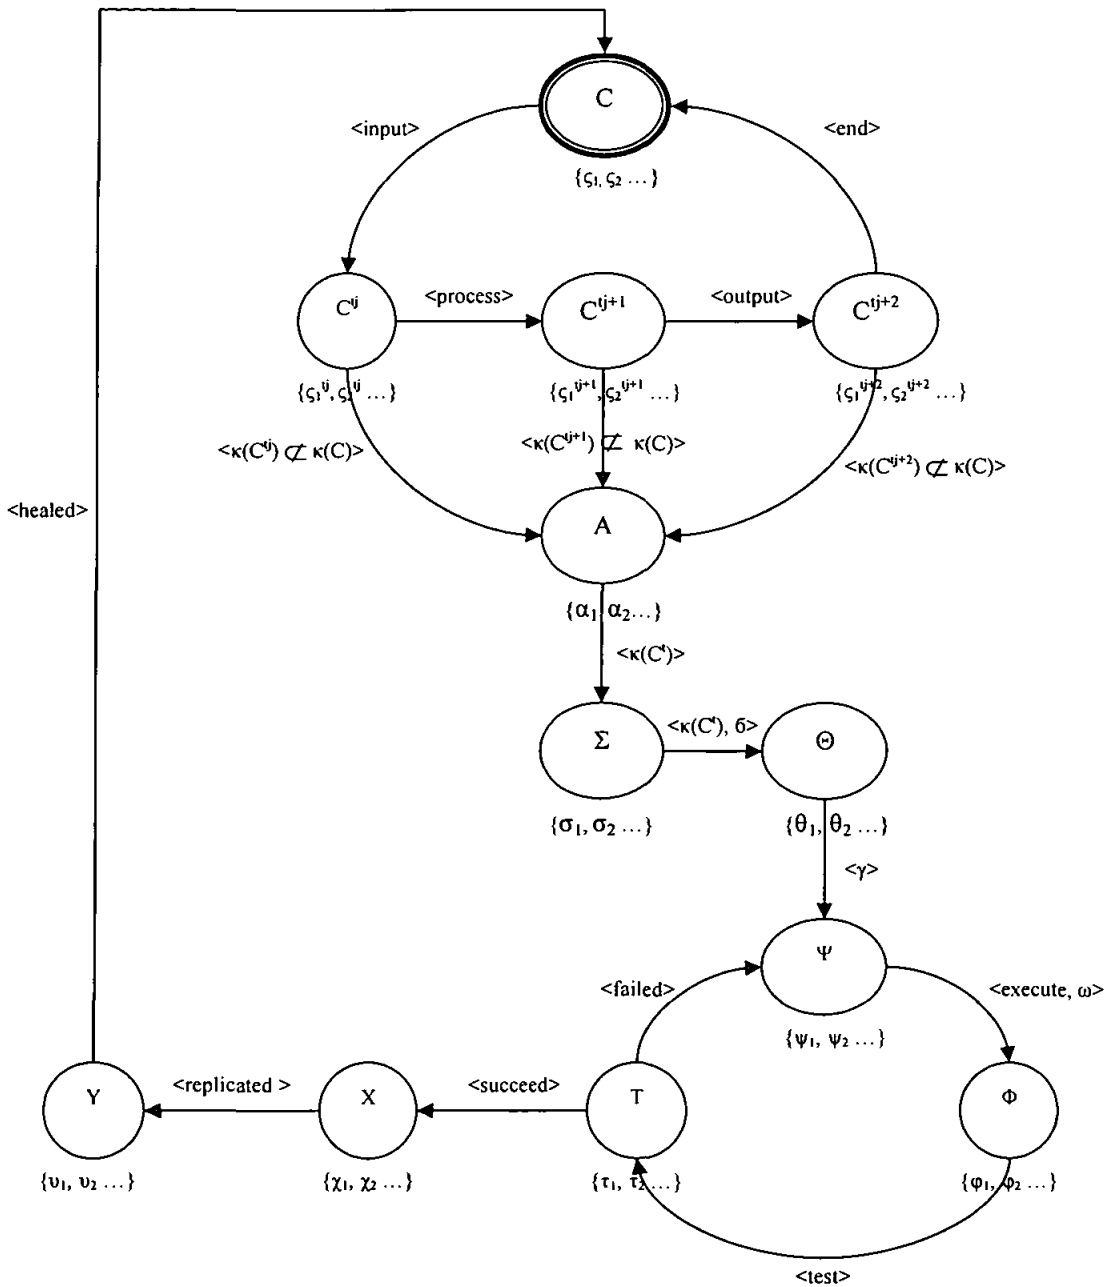 C
<input>
<end>
{ς₁, ς₂ …}
C^tj
<process>
C^tj+1
<output>
C^tj+2
{ς₁^tj, ς₂^tj …}
{ς₁^tj+1, ς₂^tj+1 …}
{ς₁^tj+2, ς₂^tj+2 …}
<κ(C^tj) ⊄ κ(C)>
<κ(C^tj+1) ⊄ κ(C)>
<κ(C^tj+2) ⊄ κ(C)>
<healed>
A
{α₁, α₂…}
<κ(C^t)>
Σ
<κ(C^t), б>
Θ
{σ₁, σ₂ …}
{θ₁, θ₂ …}
<γ>
Ψ
<failed>
<execute, ω>
{ψ₁, ψ₂ …}
Υ
<replicated >
Χ
<succeed>
Τ
Φ
{υ₁, υ₂ …}
{χ₁, χ₂ …}
{τ₁, τ₂ …}
{φ₁, φ₂ …}
<test>